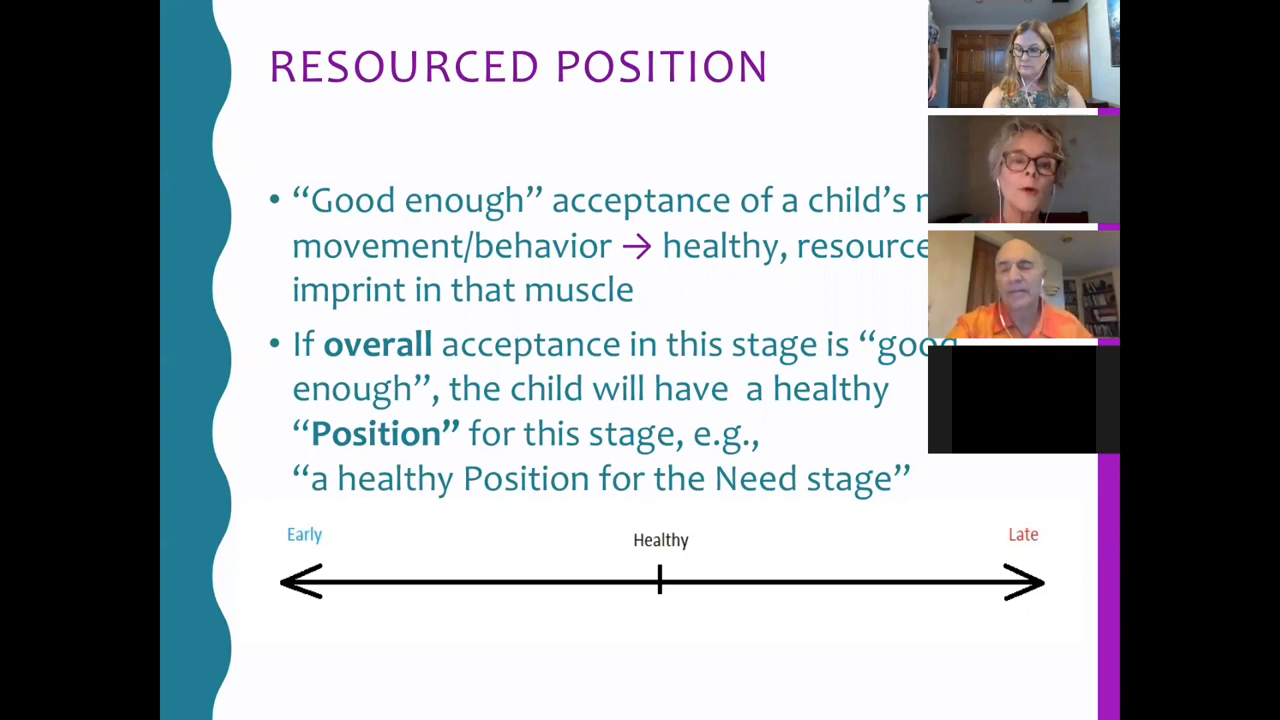 RESOURCED POSITION
• “Good enough” acceptance of a child’s
movement/behavior → healthy, resource
imprint in that muscle
• If overall acceptance in this stage is “good
enough”, the child will have a healthy
“Position” for this stage, e.g.,
“a healthy Position for the Need stage”
Early Healthy Late